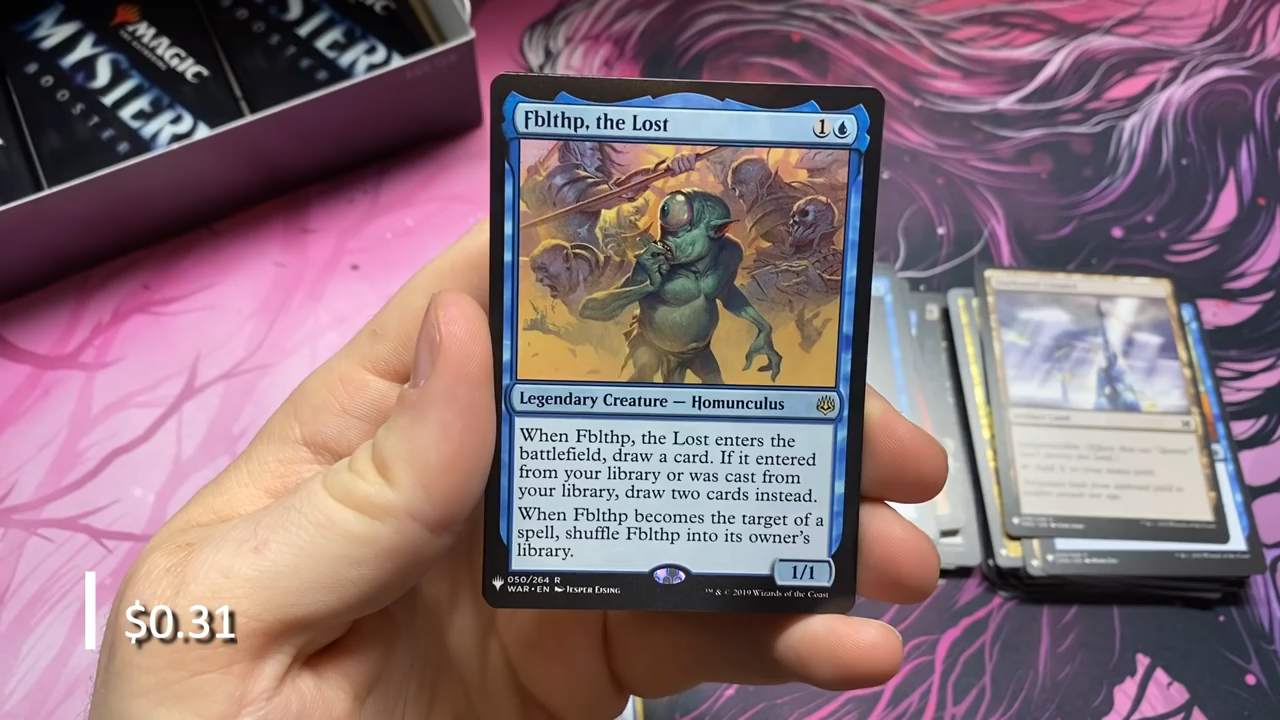 MAGIC
MYSTERY
BOOSTER
MYSTERY
BOOSTER
Fblthp, the Lost
1
Legendary Creature — Homunculus
When Fblthp, the Lost enters the
battlefield, draw a card. If it entered
from your library or was cast from
your library, draw two cards instead.
When Fblthp becomes the target of a
spell, shuffle Fblthp into its owner's
library.
1/1
050/264 R
WAR • EN Jesper Ejsing
™ & © 2019 Wizards of the Coast
$0.31